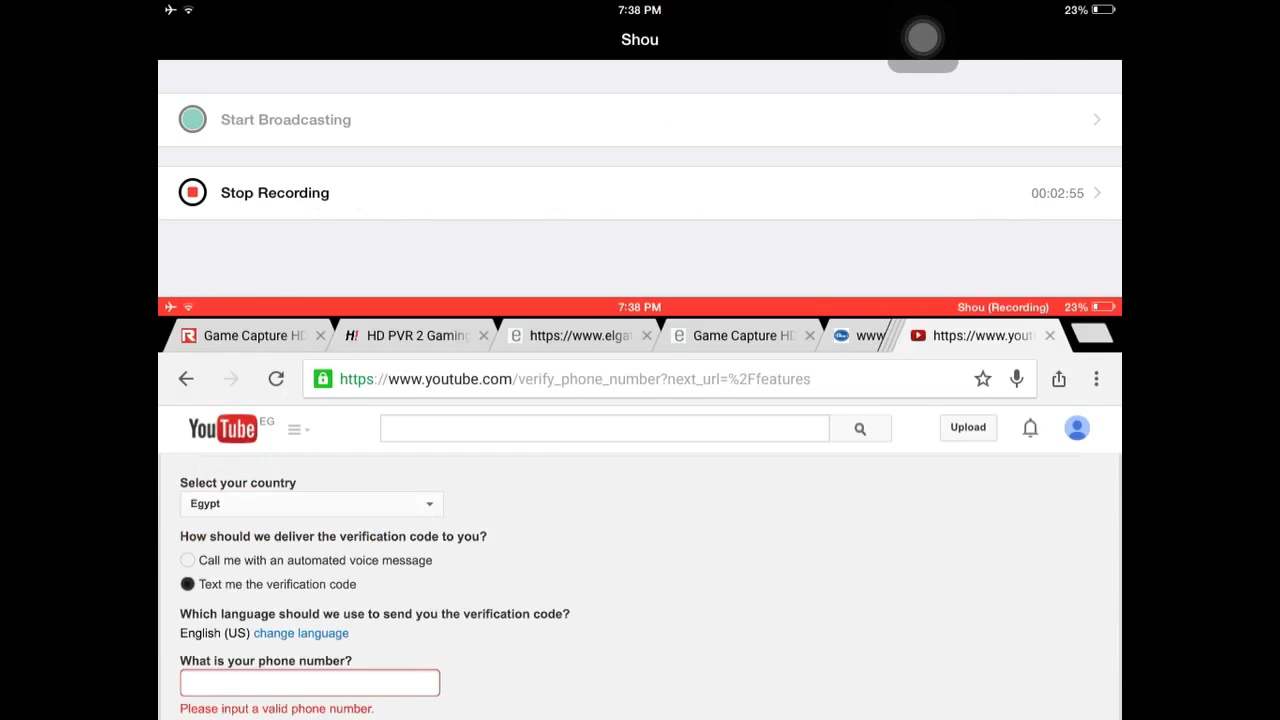 7:38 PM
23%
Shou
Start Broadcasting
Stop Recording
00:02:55
7:38 PM
Shou (Recording)
23%
Game Capture HD
HD PVR 2 Gaming
https://www.elga
Game Capture HD
www
https://www.yout
https://www.youtube.com/verify_phone_number?next_url=%2Ffeatures
YouTube EG
Upload
Select your country
Egypt
How should we deliver the verification code to you?
Call me with an automated voice message
Text me the verification code
Which language should we use to send you the verification code?
English (US) change language
What is your phone number?
Please input a valid phone number.